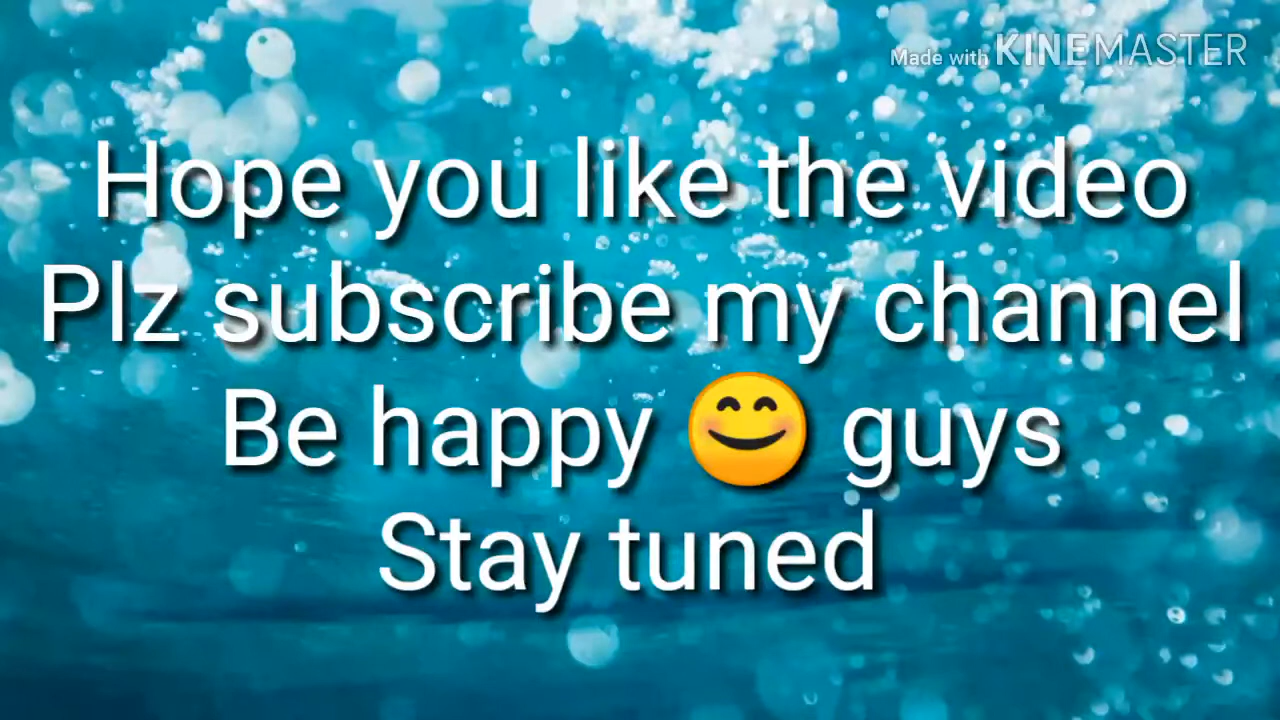 Made with KINEMASTER
Hope you like the video
Plz subscribe my channel
Be happy 😊 guys
Stay tuned